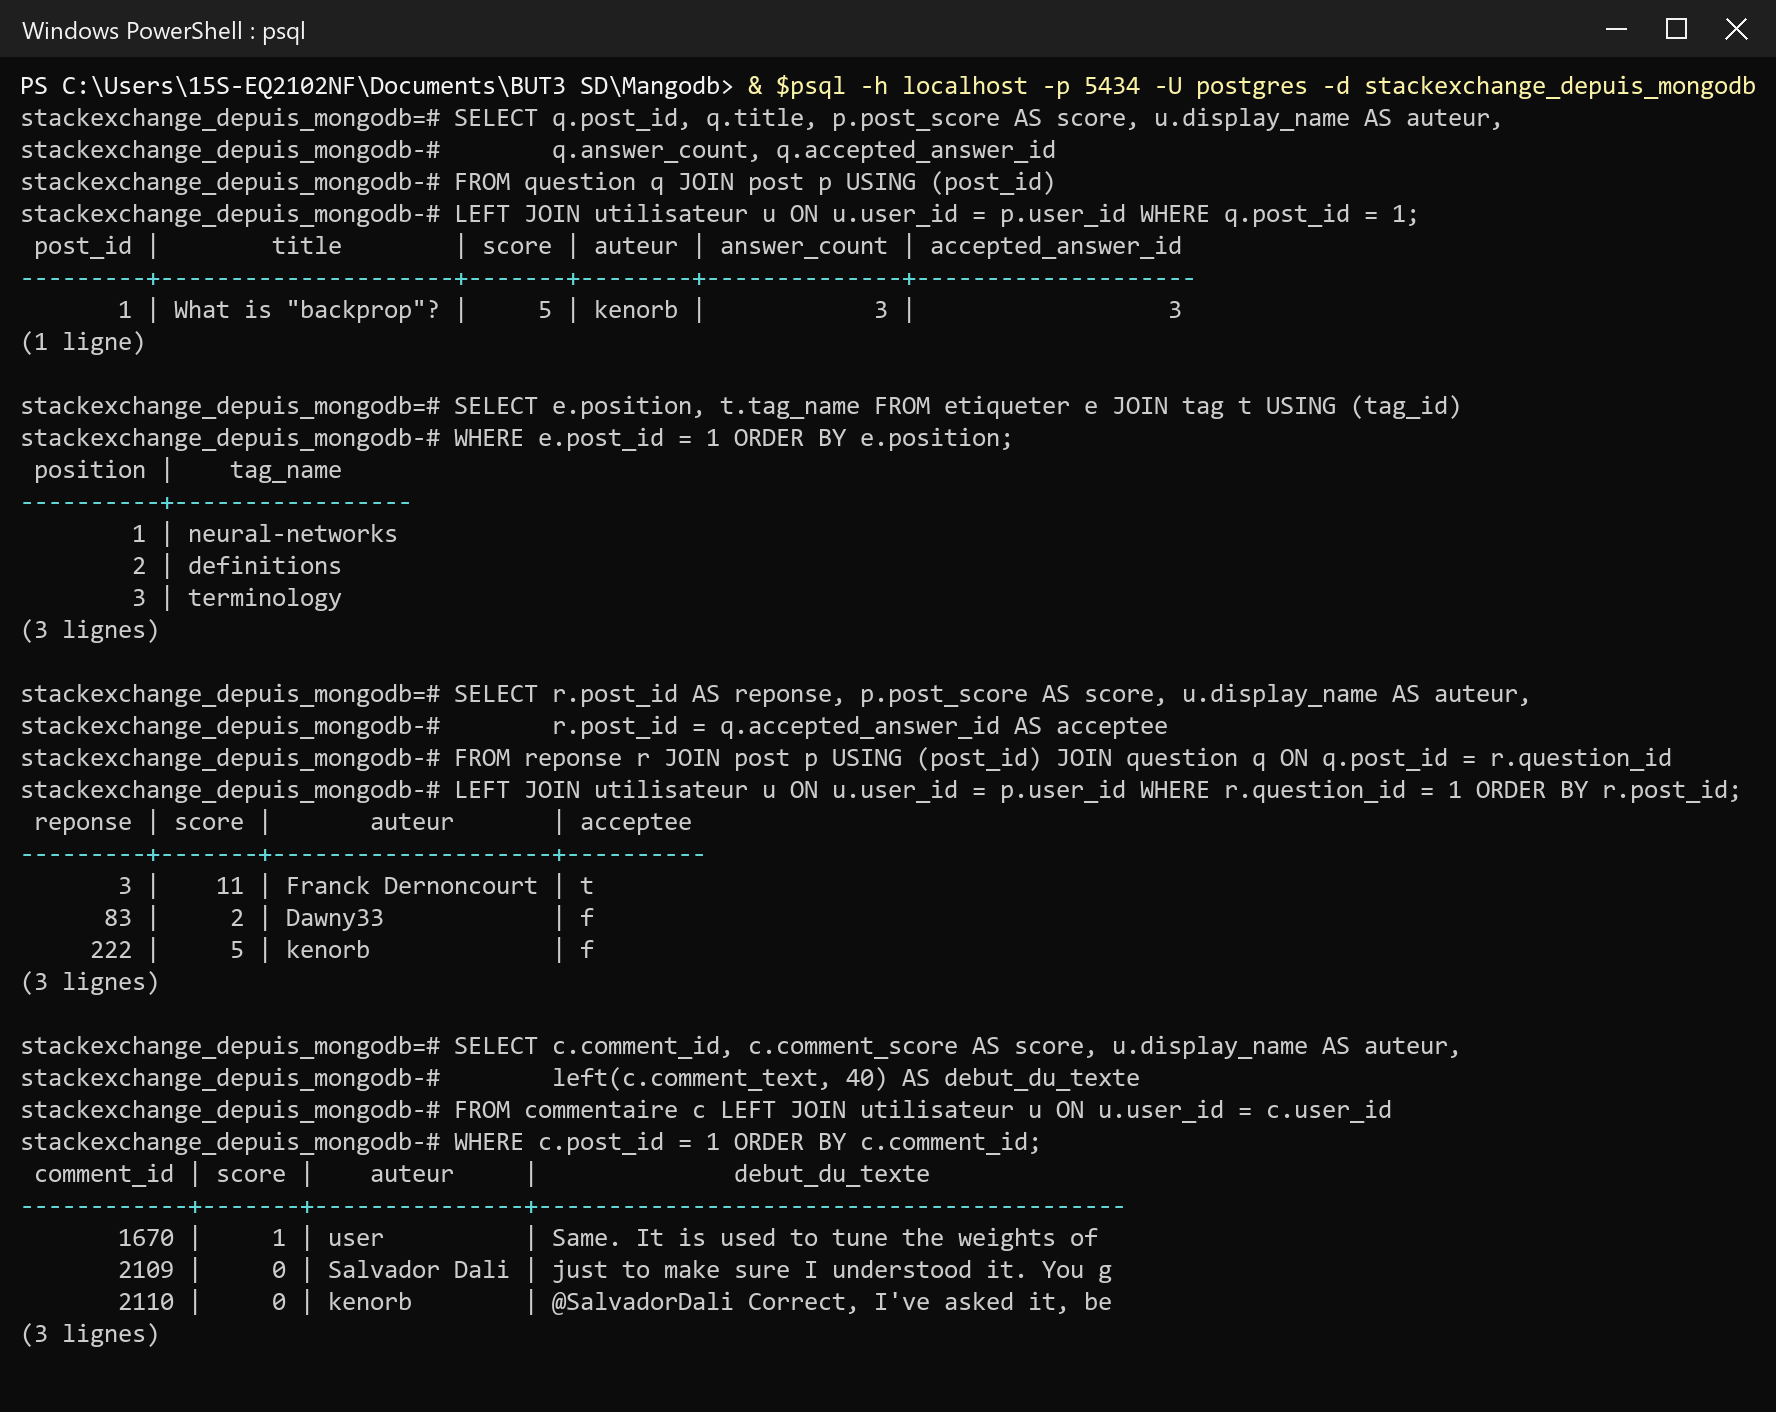 Windows PowerShell : psql
PS C:\Users\15S-EQ2102NF\Documents\BUT3 SD\Mangodb> & $psql -h localhost -p 5434 -U postgres -d stackexchange_depuis_mongodb
stackexchange_depuis_mongodb=# SELECT q.post_id, q.title, p.post_score AS score, u.display_name AS auteur,
stackexchange_depuis_mongodb-#        q.answer_count, q.accepted_answer_id
stackexchange_depuis_mongodb-# FROM question q JOIN post p USING (post_id)
stackexchange_depuis_mongodb-# LEFT JOIN utilisateur u ON u.user_id = p.user_id WHERE q.post_id = 1;
 post_id |        title        | score | auteur | answer_count | accepted_answer_id
---------+---------------------+-------+--------+--------------+--------------------
       1 | What is "backprop"? |     5 | kenorb |            3 |                  3
(1 ligne)
stackexchange_depuis_mongodb=# SELECT e.position, t.tag_name FROM etiqueter e JOIN tag t USING (tag_id)
stackexchange_depuis_mongodb-# WHERE e.post_id = 1 ORDER BY e.position;
 position |    tag_name
----------+-----------------
        1 | neural-networks
        2 | definitions
        3 | terminology
(3 lignes)
stackexchange_depuis_mongodb=# SELECT r.post_id AS reponse, p.post_score AS score, u.display_name AS auteur,
stackexchange_depuis_mongodb-#        r.post_id = q.accepted_answer_id AS acceptee
stackexchange_depuis_mongodb-# FROM reponse r JOIN post p USING (post_id) JOIN question q ON q.post_id = r.question_id
stackexchange_depuis_mongodb-# LEFT JOIN utilisateur u ON u.user_id = p.user_id WHERE r.question_id = 1 ORDER BY r.post_id;
 reponse | score |       auteur       | acceptee
---------+-------+--------------------+----------
       3 |    11 | Franck Dernoncourt | t
      83 |     2 | Dawny33            | f
     222 |     5 | kenorb             | f
(3 lignes)
stackexchange_depuis_mongodb=# SELECT c.comment_id, c.comment_score AS score, u.display_name AS auteur,
stackexchange_depuis_mongodb-#        left(c.comment_text, 40) AS debut_du_texte
stackexchange_depuis_mongodb-# FROM commentaire c LEFT JOIN utilisateur u ON u.user_id = c.user_id
stackexchange_depuis_mongodb-# WHERE c.post_id = 1 ORDER BY c.comment_id;
 comment_id | score |    auteur     |              debut_du_texte
------------+-------+---------------+------------------------------------------
       1670 |     1 | user          | Same. It is used to tune the weights of
       2109 |     0 | Salvador Dali | just to make sure I understood it. You g
       2110 |     0 | kenorb        | @SalvadorDali Correct, I've asked it, be
(3 lignes)